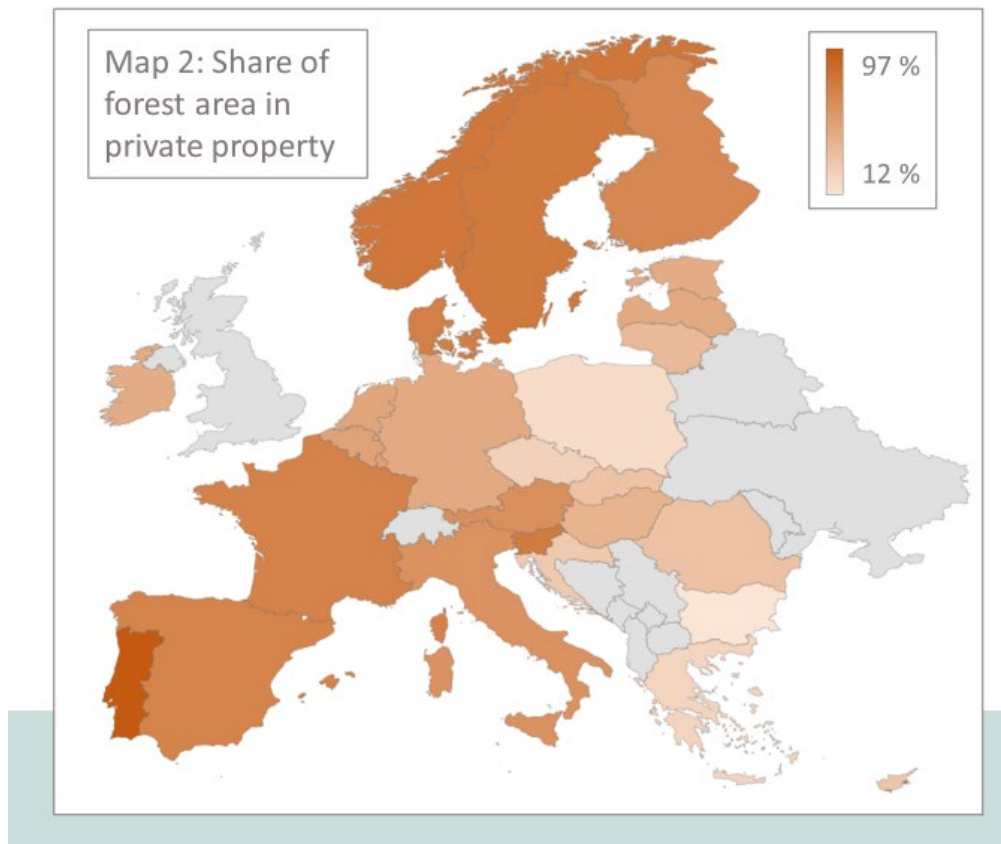 Map 2: Share of
forest area in
private property
97 %
12 %